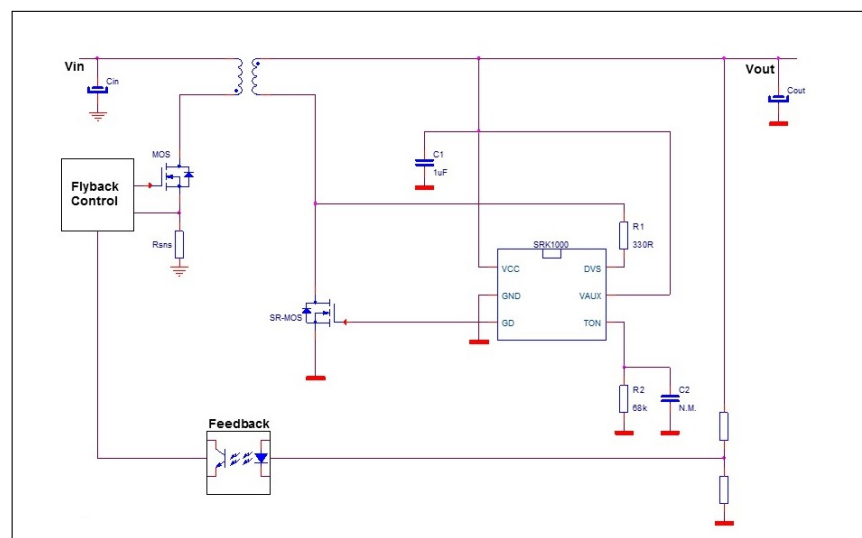 Vin
Cin
Vout
Cout
MOS
C1
1uF
Flyback
Control
R1
330R
Rsns
SRK1000
VCC
DVS
GND
VAUX
GD
TON
SR-MOS
R2
68k
C2
N.M.
Feedback